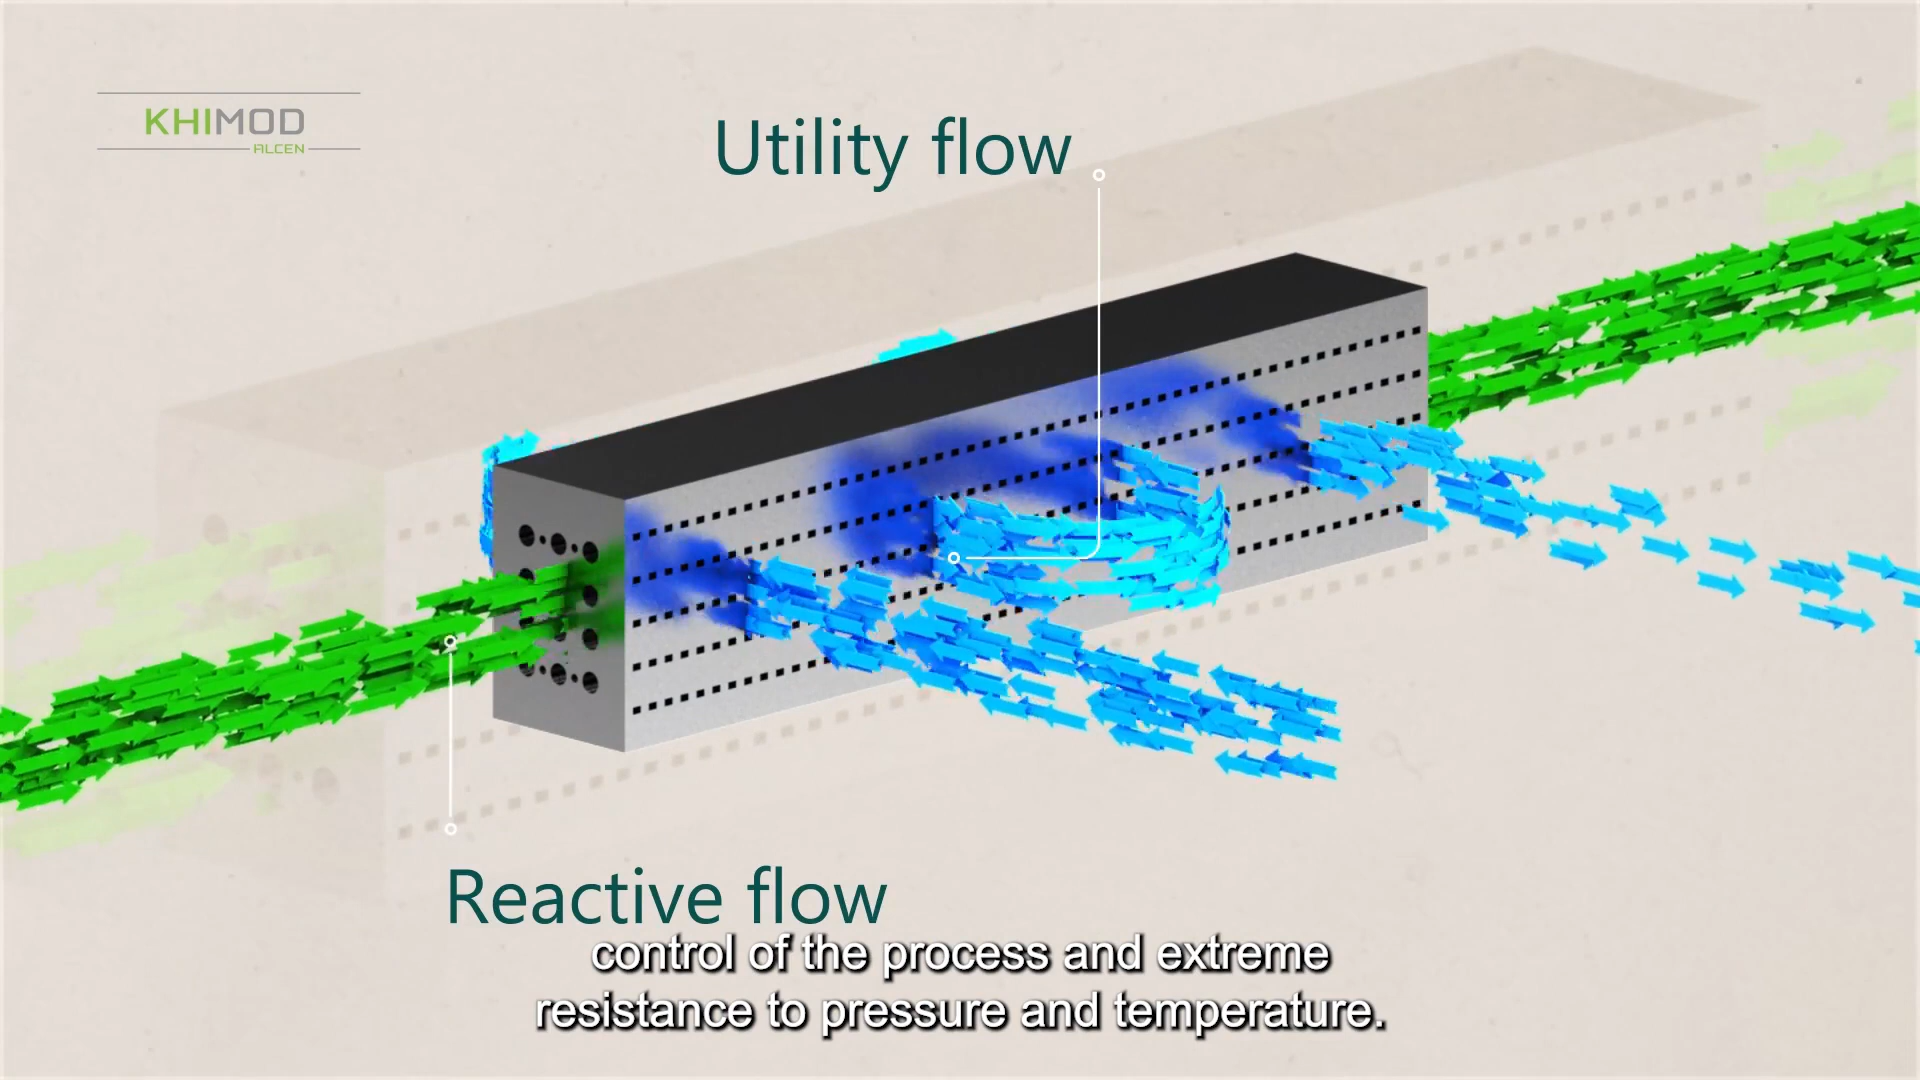 KHIMOD
ALCEN
Utility flow
Reactive flow
control of the process and extreme
resistance to pressure and temperature.